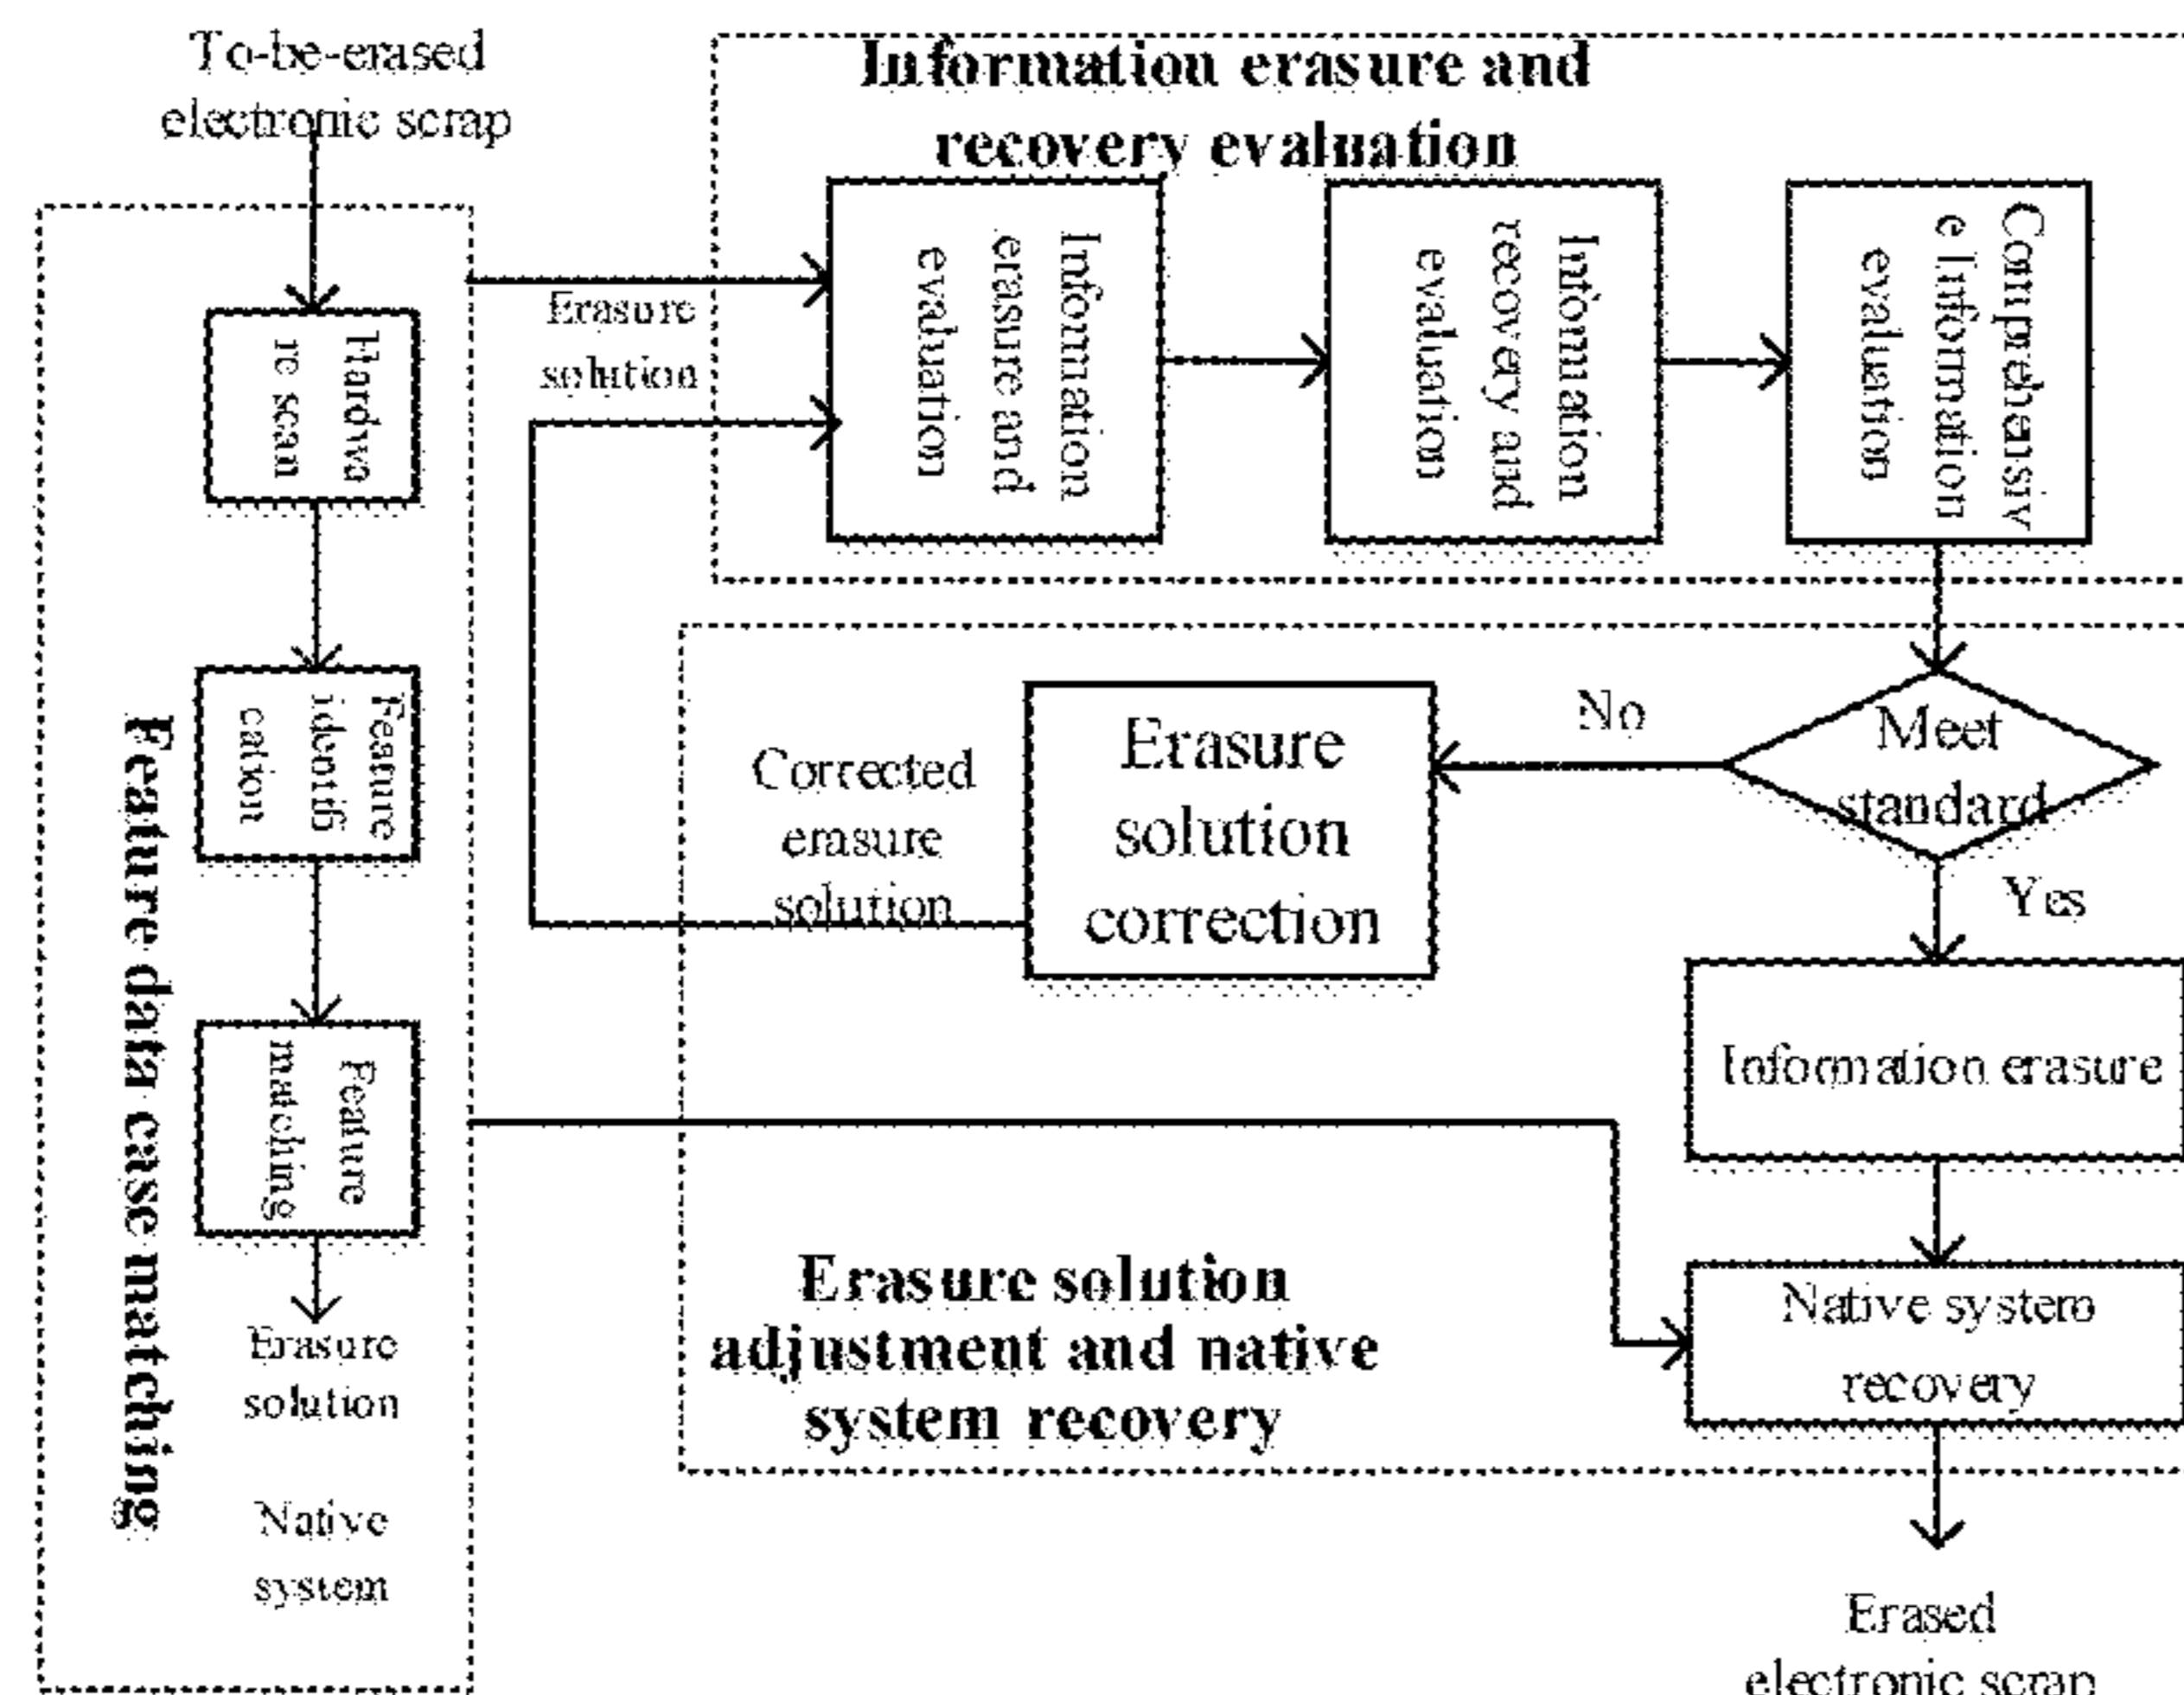 To-be-erased
electronic scrap
Hardwa
re scan
Feature
identifi
cation
Feature
matching
Erasure
solution
Native
system
Feature data case matching
Erasure
solution
Information erasure and
recovery evaluation
Information
erasure and
evaluation
Information
recovery and
evaluation
Comprehensiv
e Information
evaluation
Meet
standard
No
Yes
Erasure
solution
correction
Corrected
erasure
solution
Information erasure
Native system
recovery
Erasure solution
adjustment and native
system recovery
Erased
electronic scrap